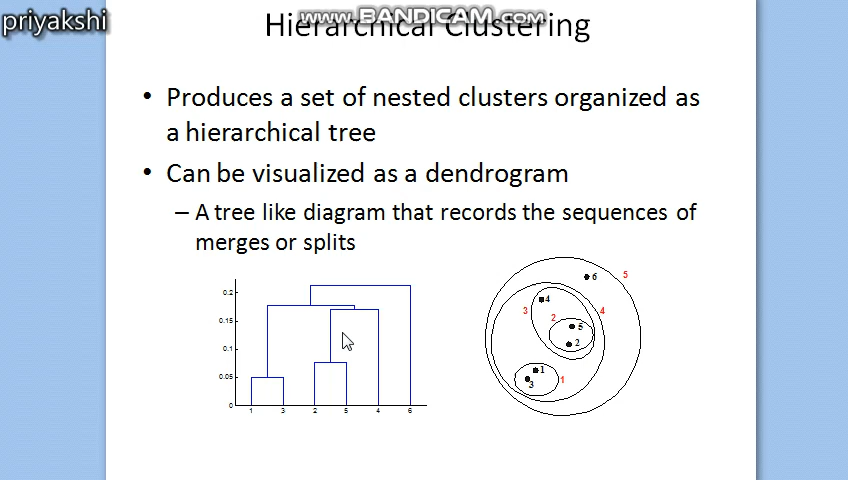 www.BANDICAM.com
priyakshi
Hierarchical Clustering
• Produces a set of nested clusters organized as
a hierarchical tree
• Can be visualized as a dendrogram
– A tree like diagram that records the sequences of
merges or splits
0.2
0.15
0.1
0.05
0
1 3 2 5 4 6
6 5
4
3 4
2
5
2
1
1
3